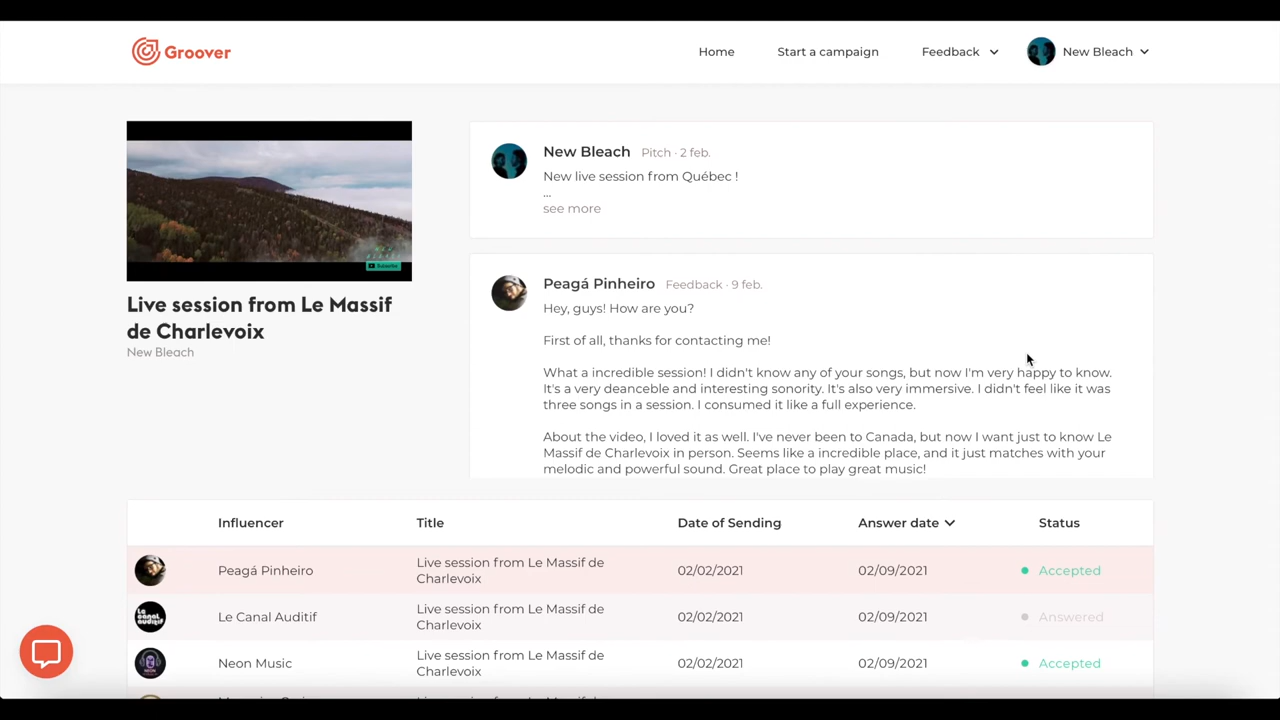 Groover
Home
Start a campaign
Feedback
New Bleach
New Bleach Pitch · 2 feb.
New live session from Québec !
...
see more
Subscribe
Live session from Le Massif
de Charlevoix
New Bleach
Peagá Pinheiro Feedback · 9 feb.
Hey, guys! How are you?
First of all, thanks for contacting me!
What a incredible session! I didn't know any of your songs, but now I'm very happy to know.
It's a very deanceble and interesting sonority. It's also very immersive. I didn't feel like it was
three songs in a session. I consumed it like a full experience.
About the video, I loved it as well. I've never been to Canada, but now I want just to know Le
Massif de Charlevoix in person. Seems like a incredible place, and it just matches with your
melodic and powerful sound. Great place to play great music!
Influencer Title Date of Sending Answer date Status
Peagá Pinheiro
Live session from Le Massif de
Charlevoix
02/02/2021
02/09/2021
Accepted
Le Canal Auditif
Live session from Le Massif de
Charlevoix
02/02/2021
02/09/2021
Answered
Neon Music
Live session from Le Massif de
Charlevoix
02/02/2021
02/09/2021
Accepted
Live session from Le Massif de